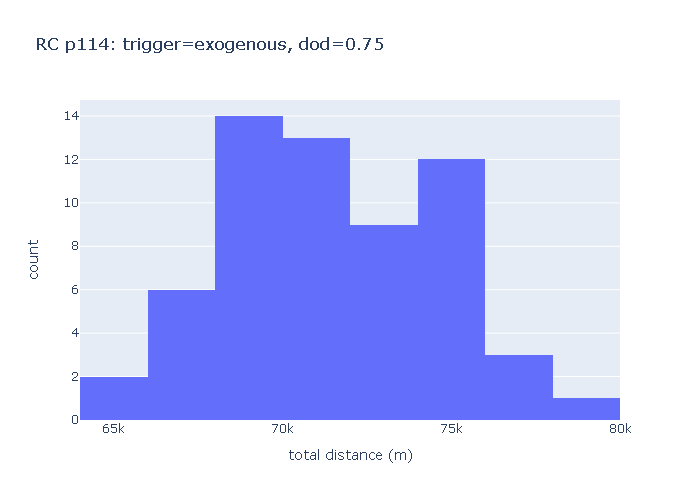 RC p114: trigger=exogenous, dod=0.75
14
12
10
8
6
4
2
0
count
65k 70k 75k 80k
total distance (m)